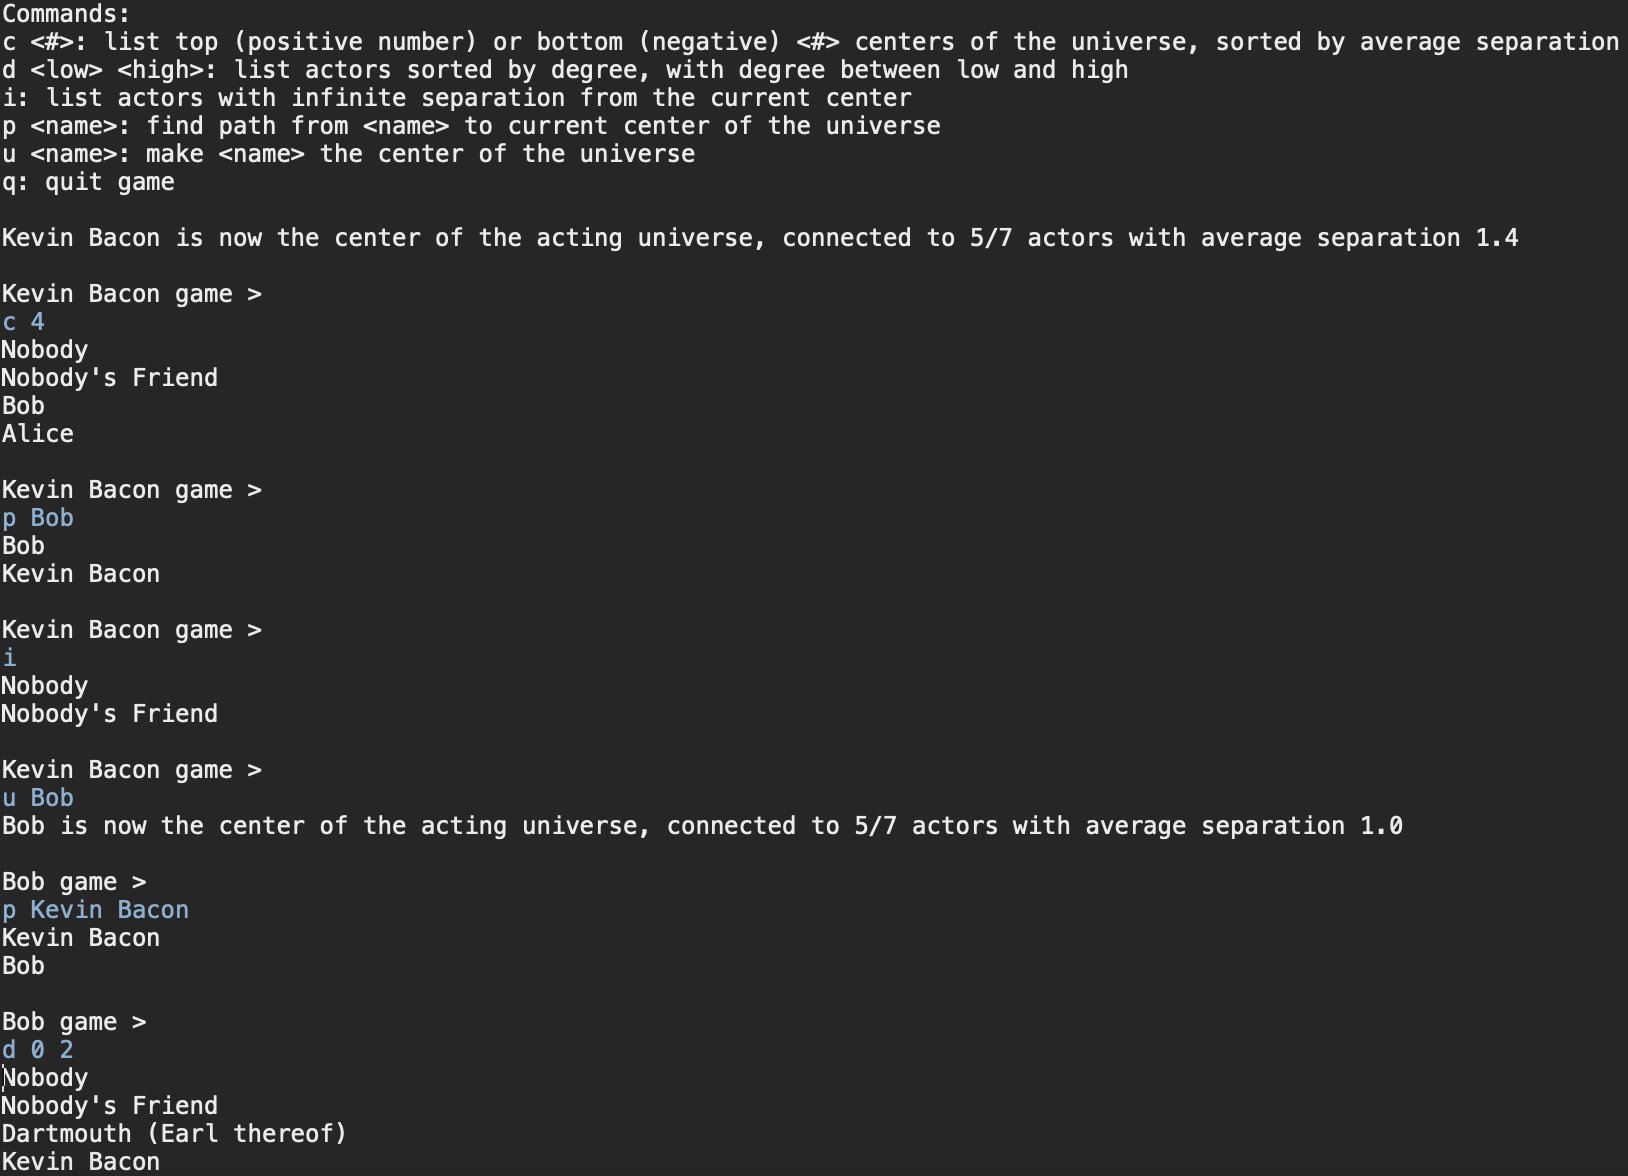 Commands:
c <#>: list top (positive number) or bottom (negative) <#> centers of the universe, sorted by average separation
d <low> <high>: list actors sorted by degree, with degree between low and high
i: list actors with infinite separation from the current center
p <name>: find path from <name> to current center of the universe
u <name>: make <name> the center of the universe
q: quit game
Kevin Bacon is now the center of the acting universe, connected to 5/7 actors with average separation 1.4
Kevin Bacon game >
c 4
Nobody
Nobody's Friend
Bob
Alice
Kevin Bacon game >
p Bob
Bob
Kevin Bacon
Kevin Bacon game >
i
Nobody
Nobody's Friend
Kevin Bacon game >
u Bob
Bob is now the center of the acting universe, connected to 5/7 actors with average separation 1.0
Bob game >
p Kevin Bacon
Kevin Bacon
Bob
Bob game >
d 0 2
Nobody
Nobody's Friend
Dartmouth (Earl thereof)
Kevin Bacon